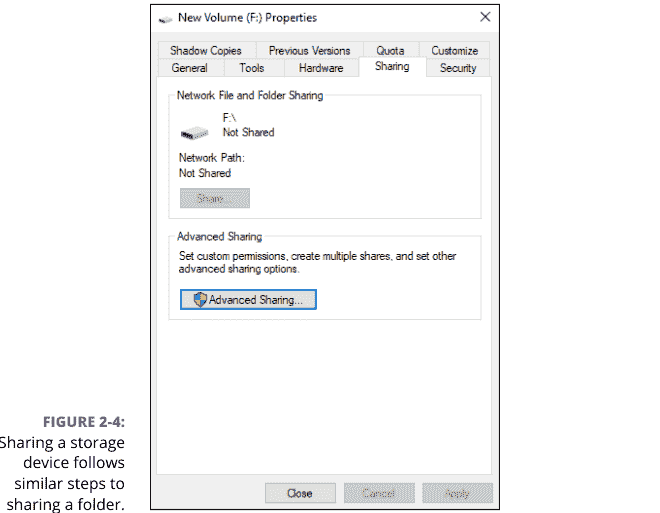 New Volume (F:) Properties
Shadow Copies Previous Versions Quota Customize
General Tools Hardware Sharing Security
Network File and Folder Sharing
F:\
Not Shared
Network Path:
Not Shared
Share...
Advanced Sharing
Set custom permissions, create multiple shares, and set other
advanced sharing options.
Advanced Sharing...
Close Cancel Apply
FIGURE 2-4:
Sharing a storage
device follows
similar steps to
sharing a folder.